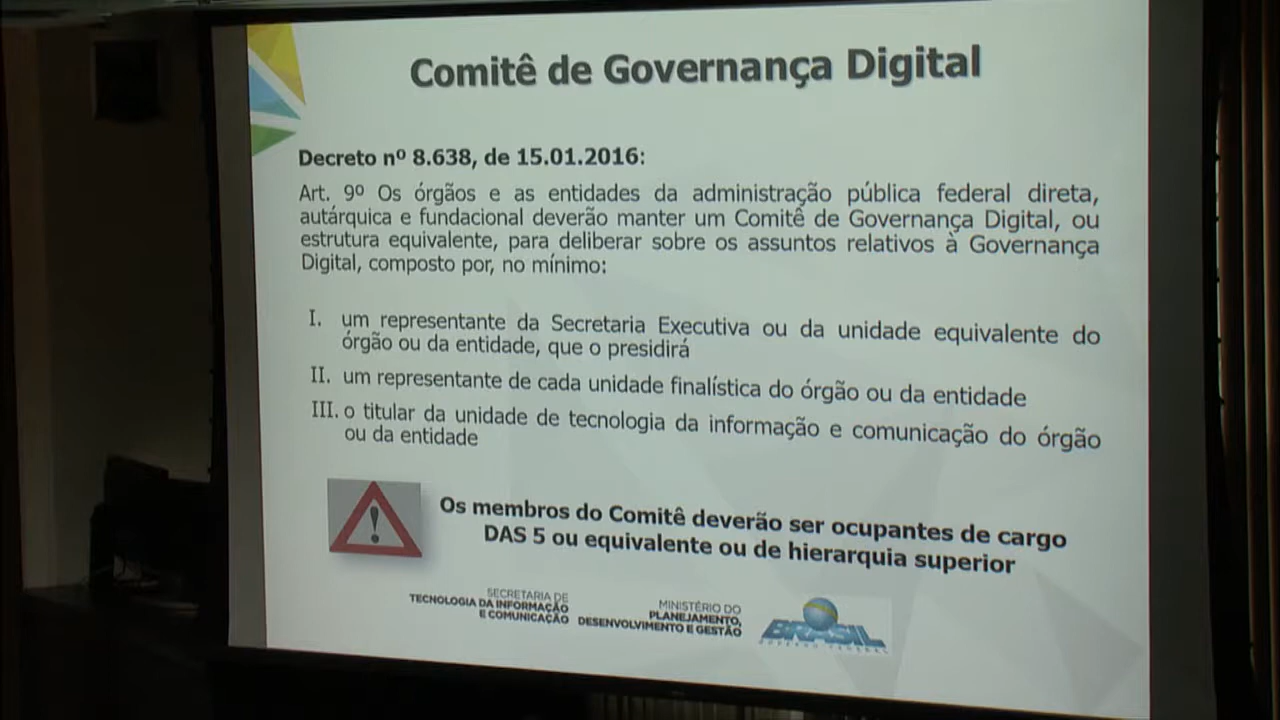 Comitê de Governança Digital
Decreto nº 8.638, de 15.01.2016:
Art. 9º Os órgãos e as entidades da administração pública federal direta,
autárquica e fundacional deverão manter um Comitê de Governança Digital, ou
estrutura equivalente, para deliberar sobre os assuntos relativos à Governança
Digital, composto por, no mínimo:
I. um representante da Secretaria Executiva ou da unidade equivalente do
órgão ou da entidade, que o presidirá
II. um representante de cada unidade finalística do órgão ou da entidade
III. o titular da unidade de tecnologia da informação e comunicação do órgão
ou da entidade
Os membros do Comitê deverão ser ocupantes de cargo
DAS 5 ou equivalente ou de hierarquia superior
SECRETARIA DE
TECNOLOGIA DA INFORMAÇÃO
E COMUNICAÇÃO
MINISTÉRIO DO
PLANEJAMENTO,
DESENVOLVIMENTO E GESTÃO
BRASIL
GOVERNO FEDERAL